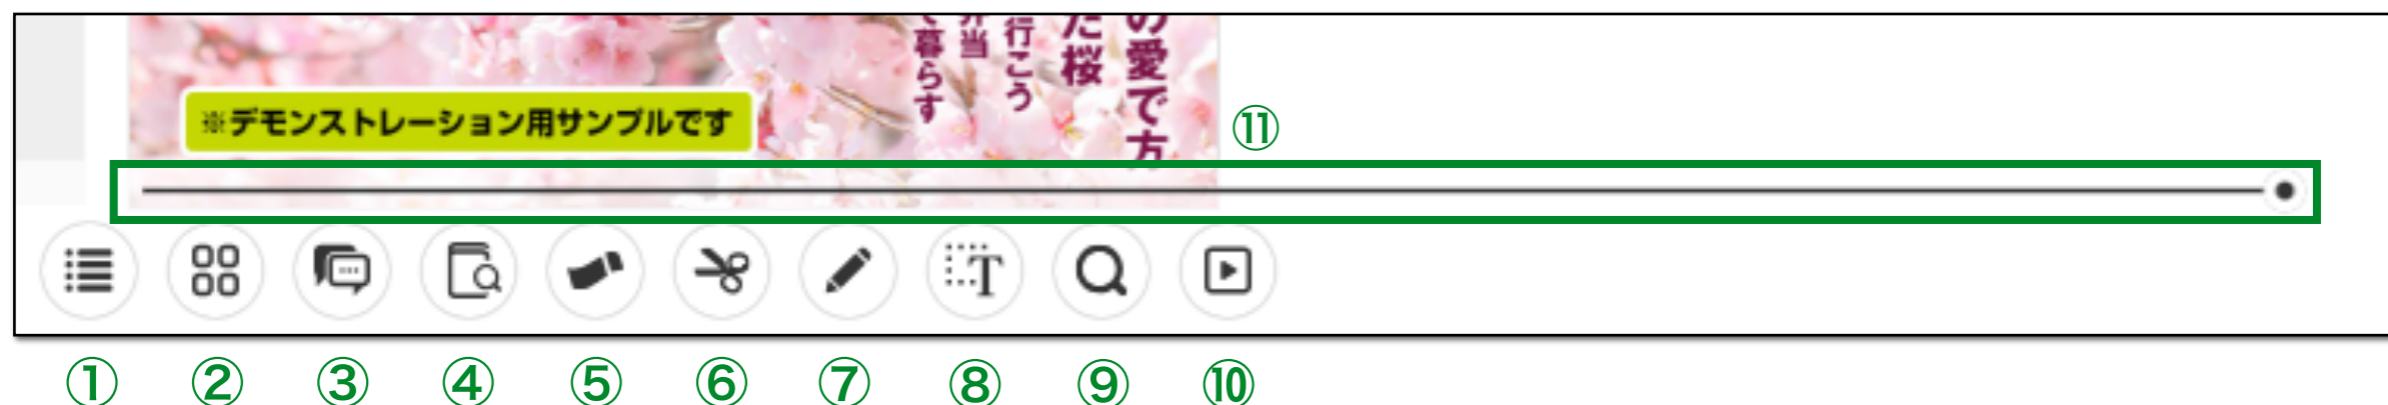 の愛で方
た桜
行こう
弁当
て暮らす
※デモンストレーション用サンプルです
⑪
T
① ② ③ ④ ⑤ ⑥ ⑦ ⑧ ⑨ ⑩